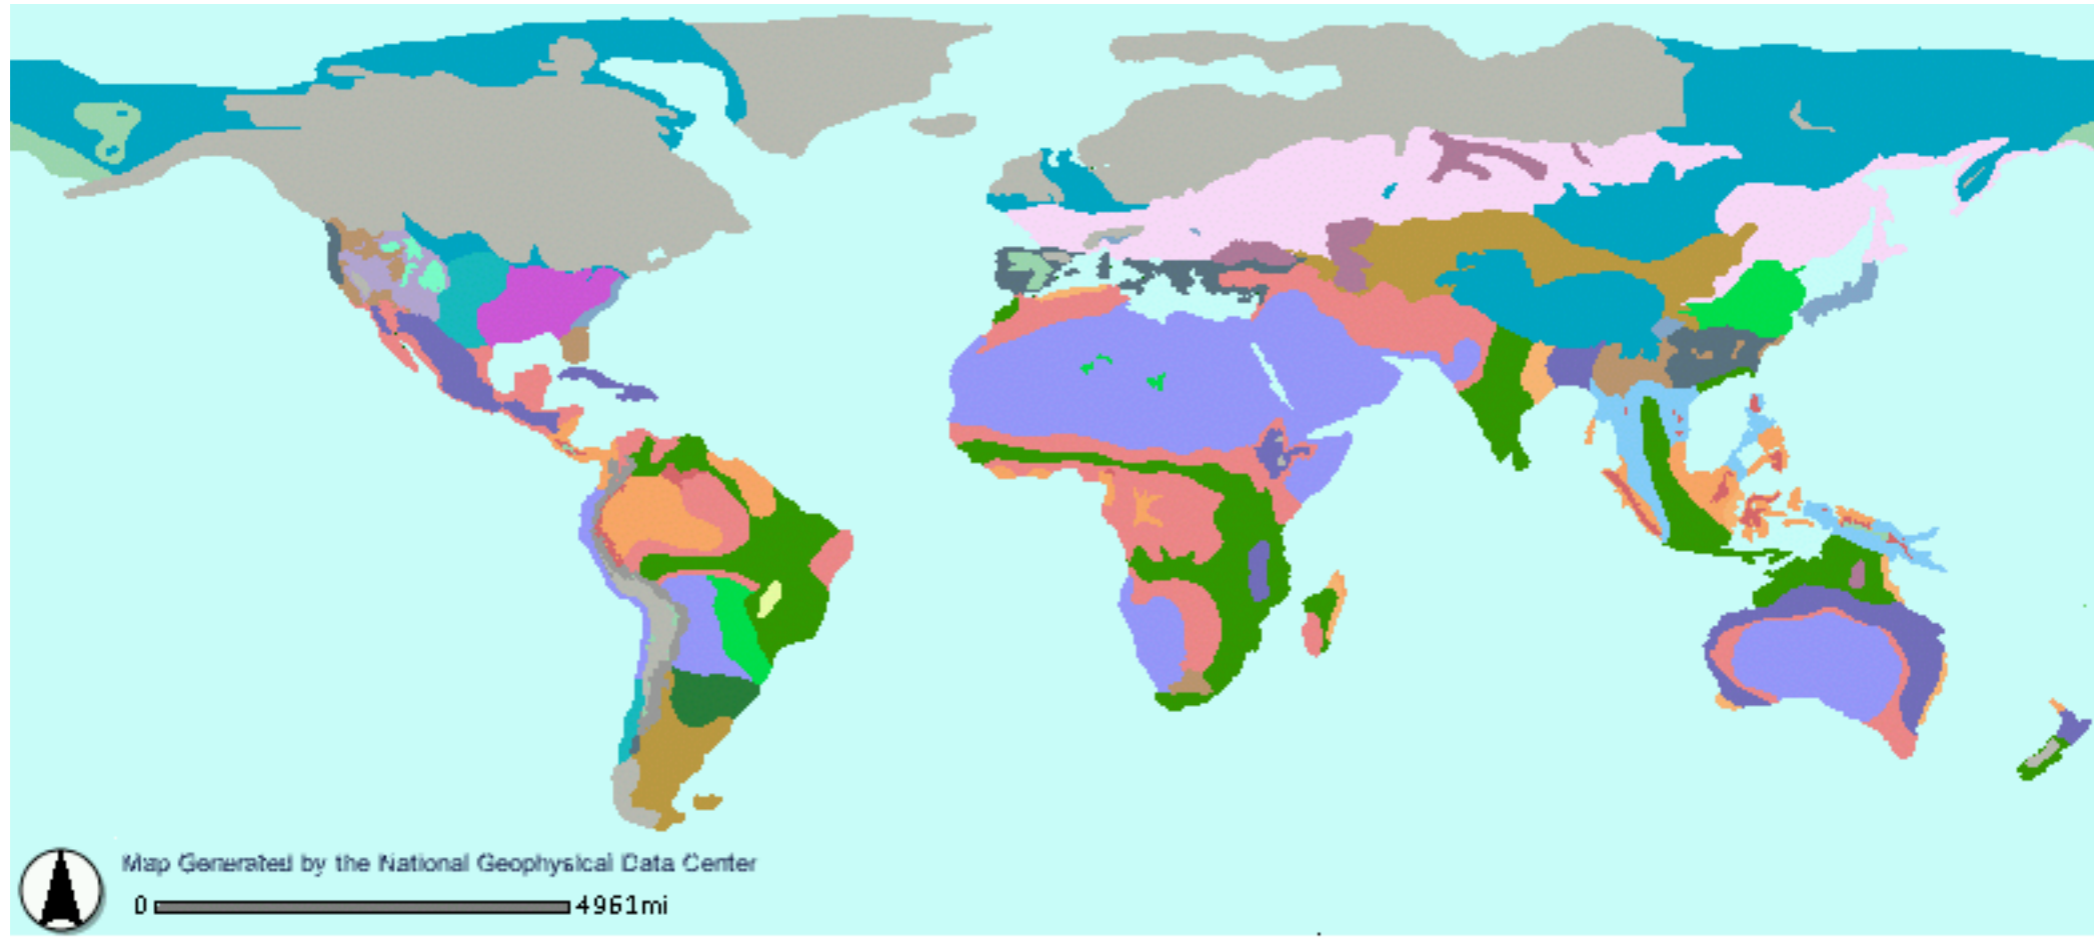 Map Generated by the National Geophysical Data Center
0 4961mi